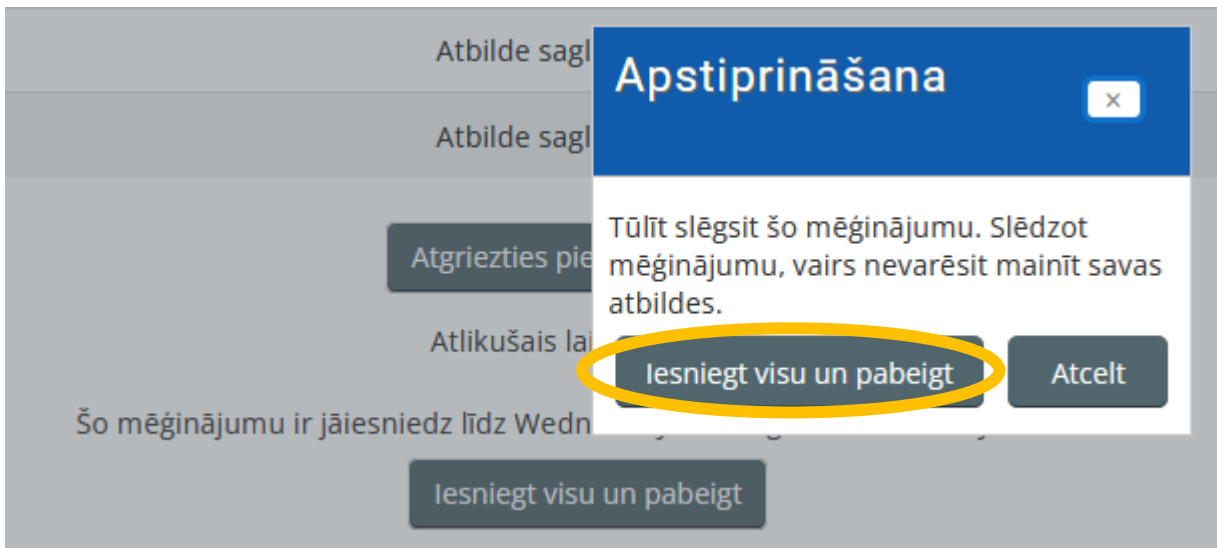 Atbilde sagl
Apstiprināšana
×
Atbilde sagl
Tūlīt slēgsit šo mēģinājumu. Slēdzot
mēģinājumu, vairs nevarēsit mainīt savas
atbildes.
Atgriezties pie
Atlikušais lai
Iesniegt visu un pabeigt
Atcelt
Šo mēģinājumu ir jāiesniedz līdz Wedn
Iesniegt visu un pabeigt